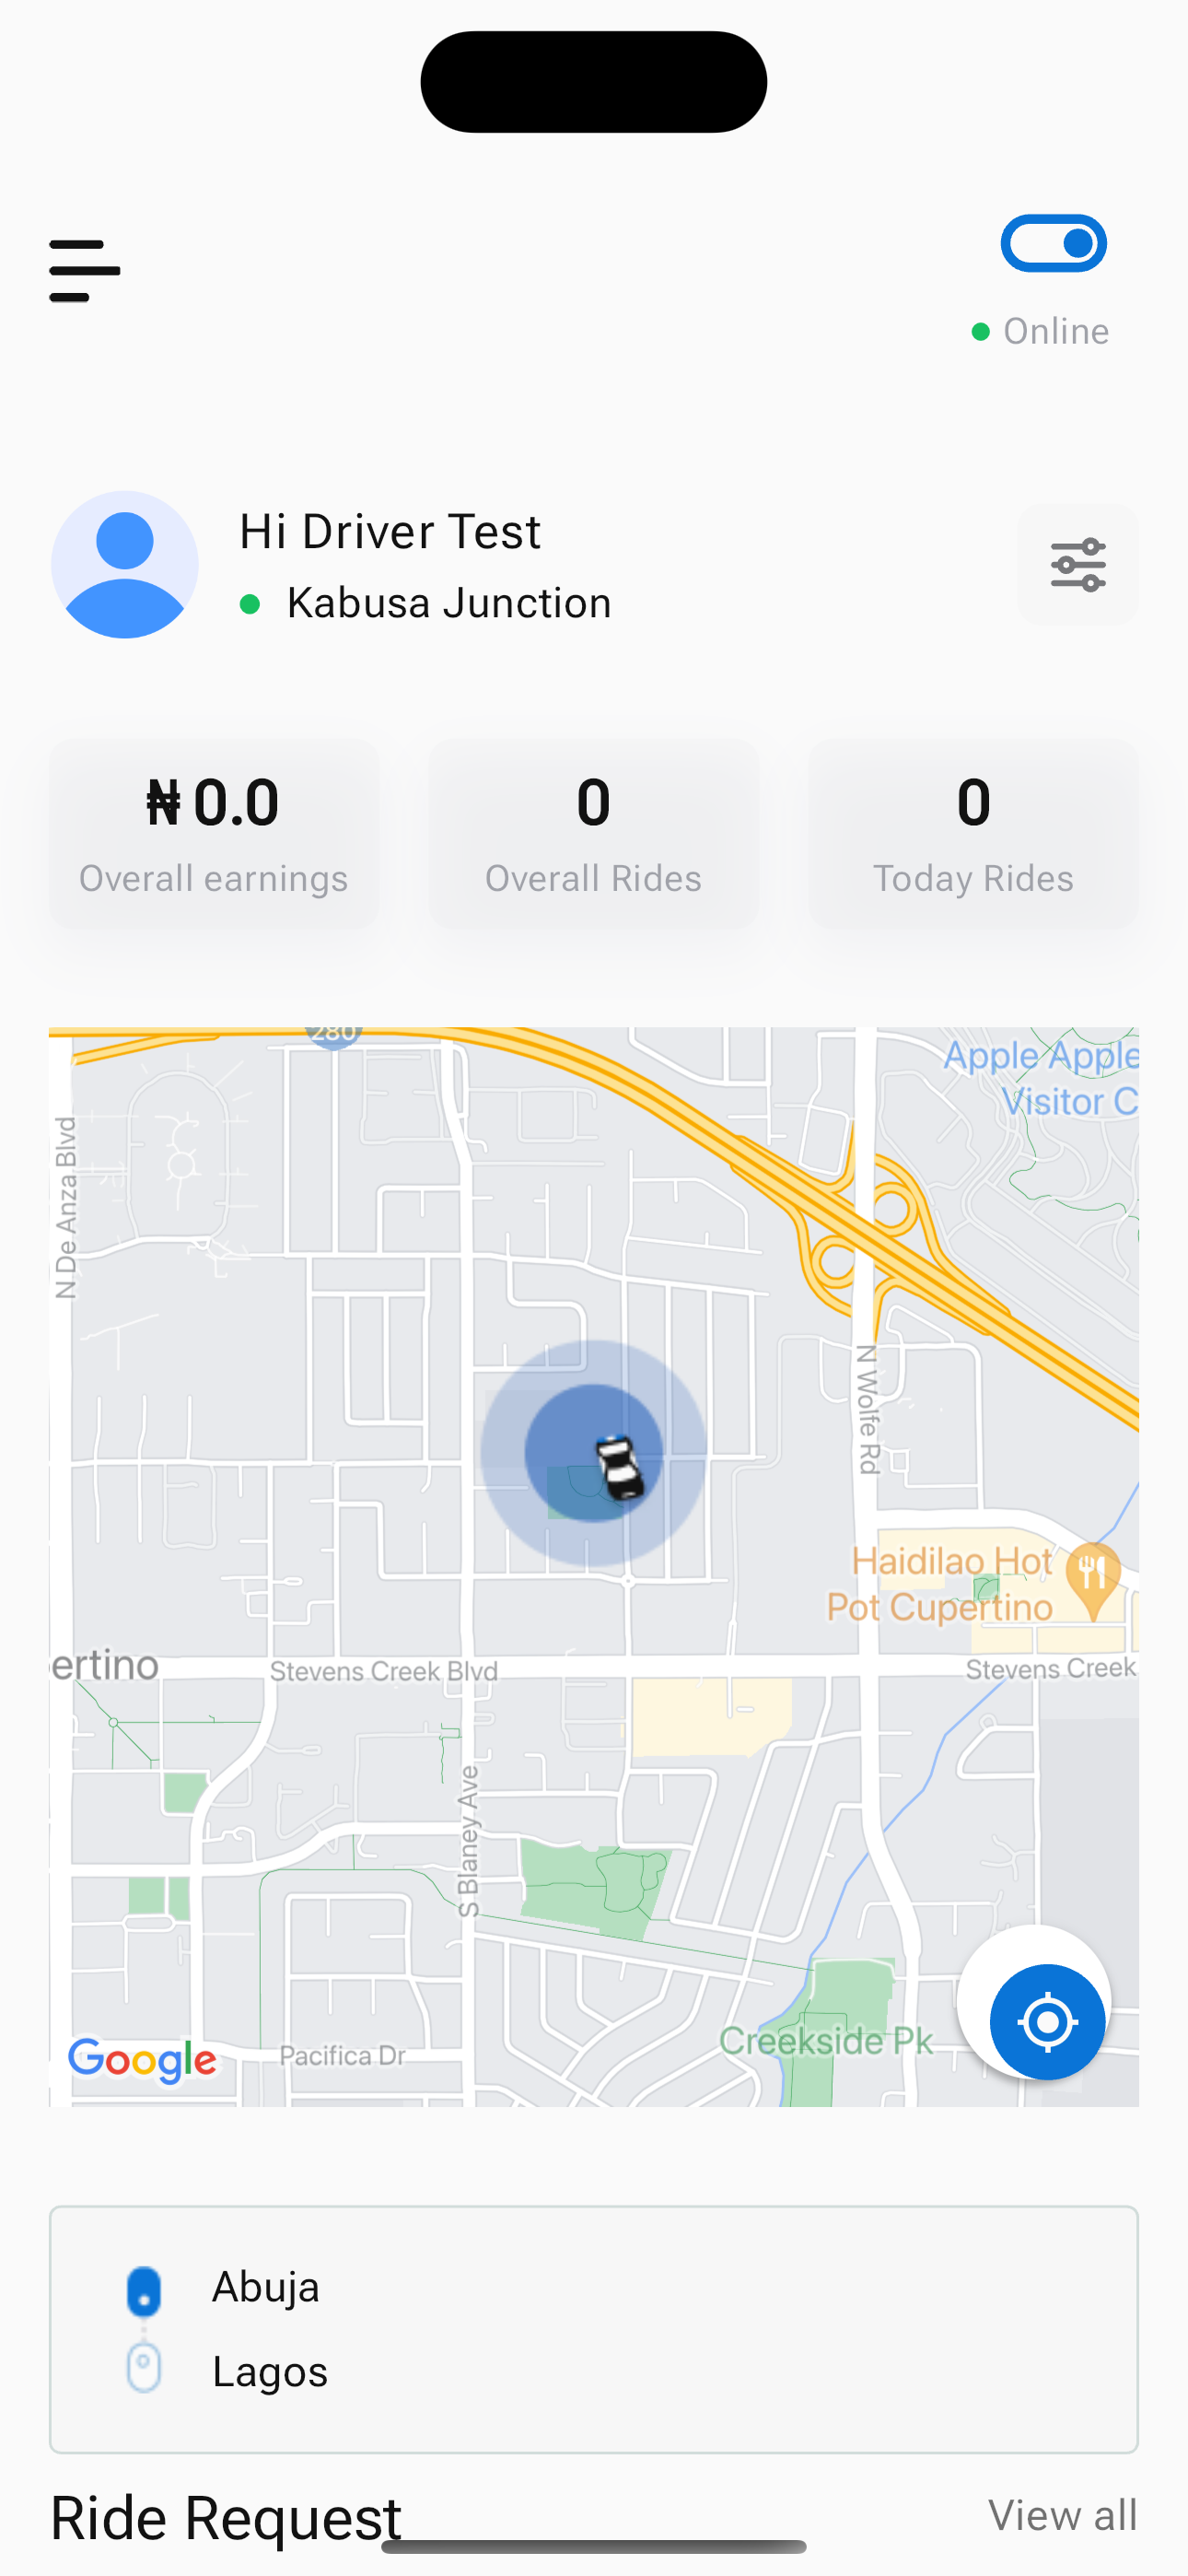 Online
Hi Driver Test
Kabusa Junction
₦ 0.0
Overall earnings
0
Overall Rides
0
Today Rides
280
Apple Apple
Visitor C
N De Anza Blvd
N Wolfe Rd
Haidilao Hot
Pot Cupertino
ertino
Stevens Creek Blvd
Stevens Creek
S Blaney Ave
Creekside Pk
Google
Pacifica Dr
Abuja
Lagos
Ride Request
View all